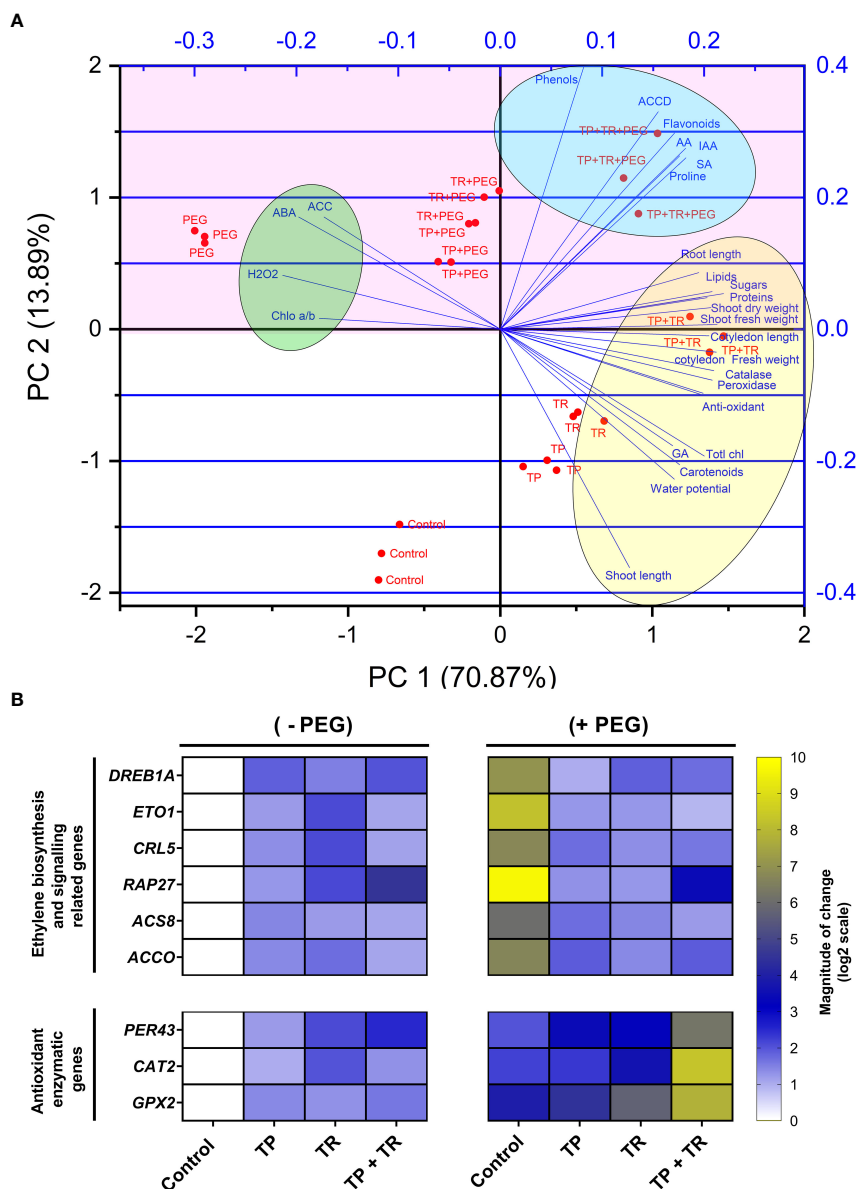 A
-0.3 -0.2 -0.1 0.0 0.1 0.2
2 0.4
Phenols
ACCD
Flavonoids
TP+TR+PEG
AA IAA
TP+TR+PEG
SA
Proline
TR+PEG
TR+PEG
1 0.2
ACC
ABA
TP+TR+PEG
TR+PEG
PEG
PEG
PEG
TP+PEG
TP+PEG
TP+PEG
Root length
H2O2
Lipids
Sugars
Proteins
Shoot dry weight
Chlo a/b
TP+TR
Shoot fresh weight
0 0.0
Cotyledon length
TP+TR
TP+TR
cotyledon Fresh weight
Catalase
Peroxidase
Anti-oxidant
TR
TR
TR
GA
Totl chl
-1 -0.2
TP
TP
TP
Carotenoids
Water potential
Control
Control
Control
Shoot length
-2 -0.4
-2 -1 0 1 2
PC 2 (13.89%)
PC 1 (70.87%)
B
( - PEG)
(+ PEG)
Ethylene biosynthesis
and signalling
related genes
DREB1A
ETO1
CRL5
RAP27
ACS8
ACCO
Antioxidant
enzymatic
genes
PER43
CAT2
GPX2
Control TP TR TP + TR
Control TP TR TP + TR
10
9
8
7
6
5
4
3
2
1
0
Magnitude of change
(log2 scale)